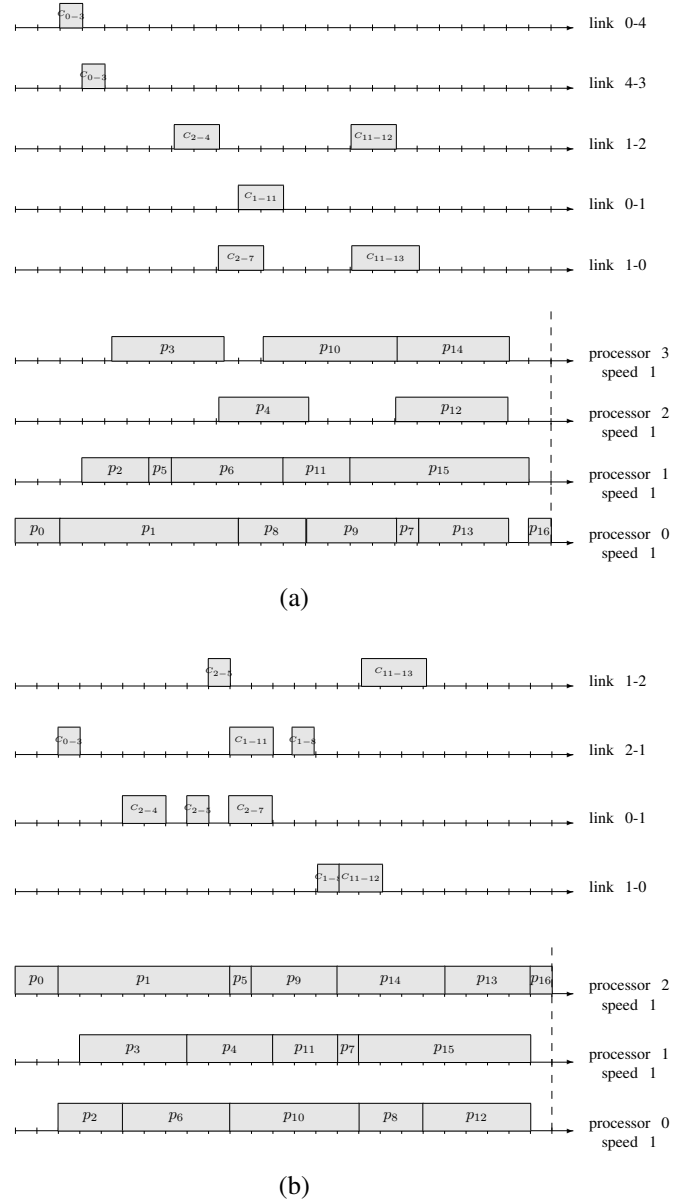 C0−3 link 0-4
C0−3 link 4-3
C2−4 C11−12 link 1-2
C1−11 link 0-1
C2−7 C11−13 link 1-0
p3 p10 p14 processor 3
speed 1
p4 p12 processor 2
speed 1
p2 p5 p6 p11 p15 processor 1
speed 1
p0 p1 p8 p9 p7 p13 p16 processor 0
speed 1
(a)
C2−5 C11−13 link 1-2
C0−3 C1−11 C1−8 link 2-1
C2−4 C2−5 C2−7 link 0-1
C1−8 C11−12 link 1-0
p0 p1 p5 p9 p14 p13 p16 processor 2
speed 1
p3 p4 p11 p7 p15 processor 1
speed 1
p2 p6 p10 p8 p12 processor 0
speed 1
(b)